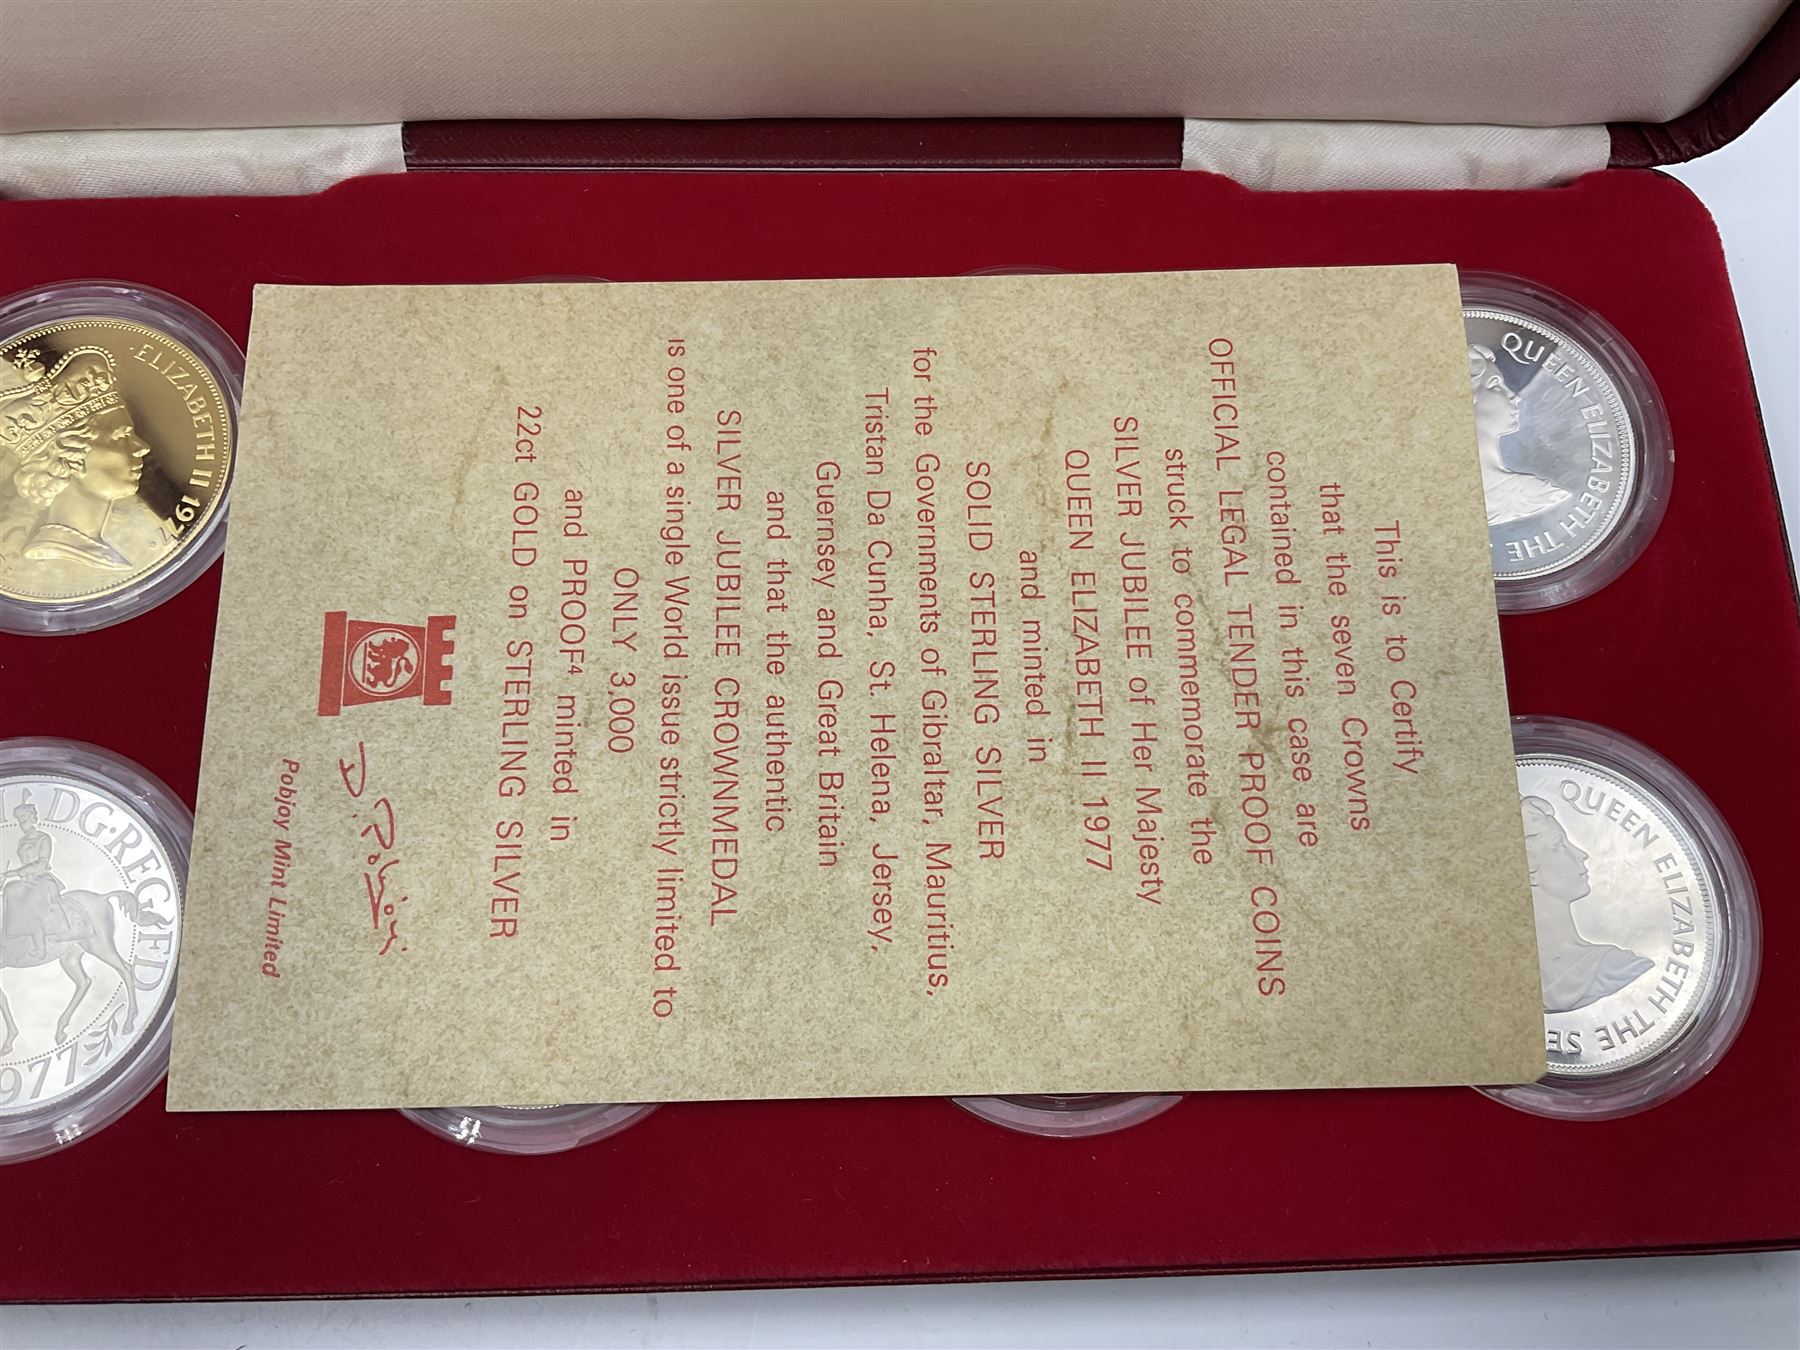 This is to Certify
that the seven Crowns
contained in this case are
OFFICIAL LEGAL TENDER PROOF COINS
struck to commemorate the
SILVER JUBILEE of Her Majesty
QUEEN ELIZABETH II 1977
and minted in
SOLID STERLING SILVER
for the Governments of Gibraltar, Mauritius,
Tristan Da Cunha, St. Helena, Jersey,
Guernsey and Great Britain
and that the authentic
SILVER JUBILEE CROWNMEDAL
is one of a single World issue strictly limited to
ONLY 3,000
and PROOF⁴ minted in
22ct GOLD on STERLING SILVER
D. Pobjoy
Pobjoy Mint Limited
· ELIZABETH II 1977 ·
D·G·REG F·D
1977
QUEEN ELIZABETH THE
QUEEN ELIZABETH THE SE